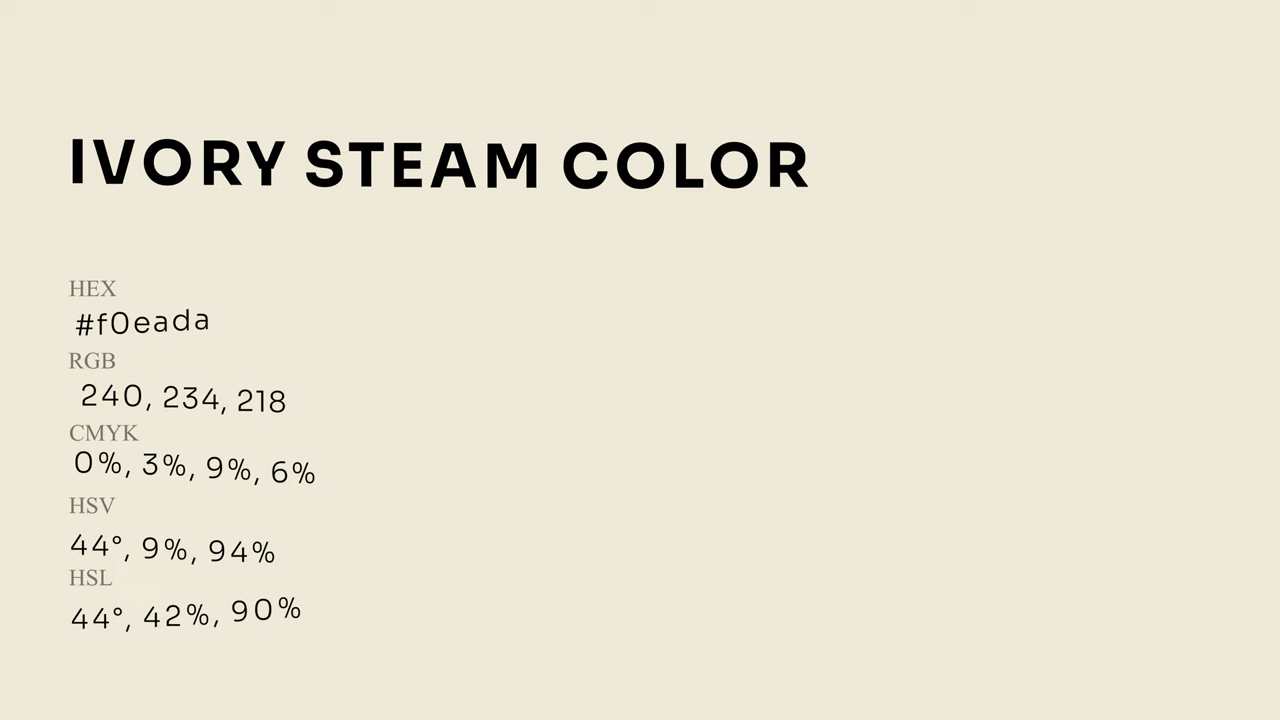 IVORY STEAM COLOR
HEX
#f0eada
RGB
240, 234, 218
CMYK
0%, 3%, 9%, 6%
HSV
44°, 9%, 94%
HSL
44°, 42%, 90%